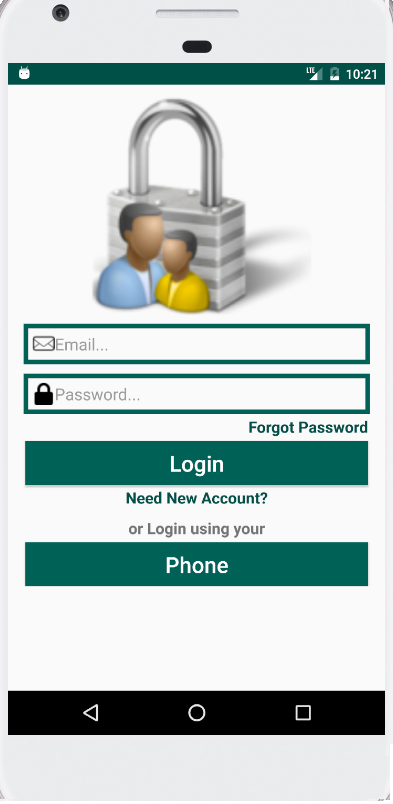 LTE 10:21
Email...
Password...
Forgot Password
Login
Need New Account?
or Login using your
Phone